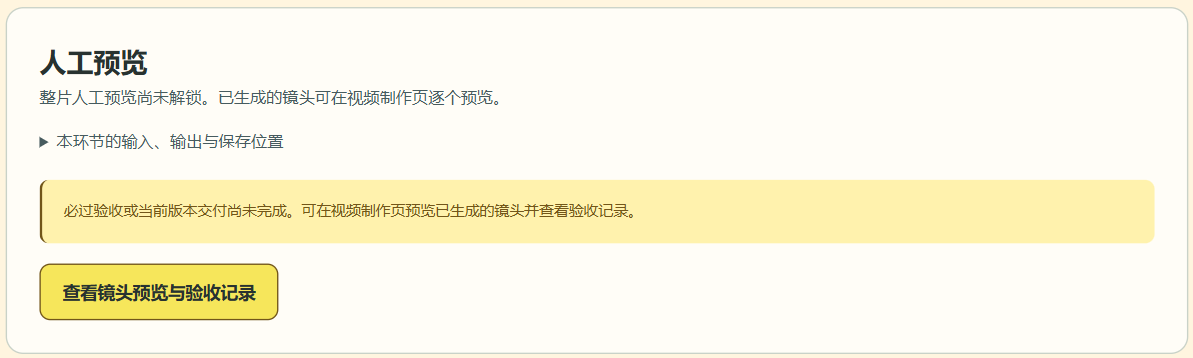 人工预览
整片人工预览尚未解锁。已生成的镜头可在视频制作页逐个预览。
▶ 本环节的输入、输出与保存位置
必过验收或当前版本交付尚未完成。可在视频制作页预览已生成的镜头并查看验收记录。
查看镜头预览与验收记录